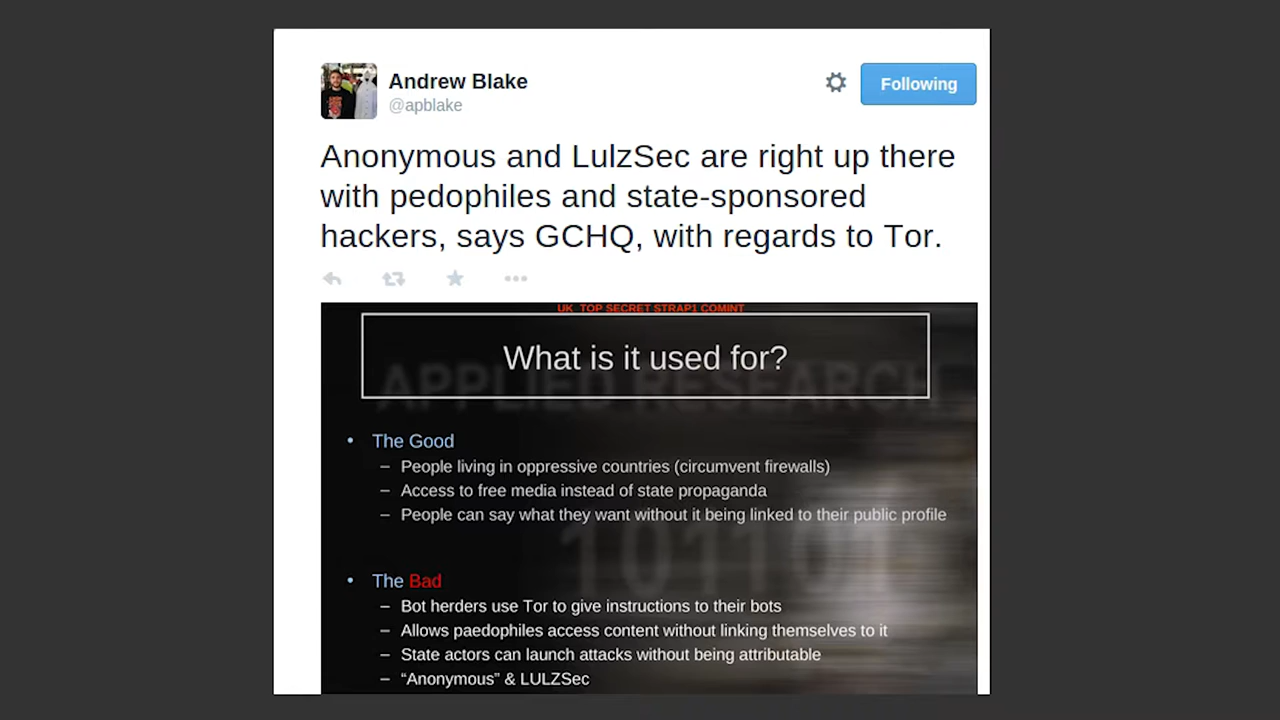 Andrew Blake
@apblake
Following
Anonymous and LulzSec are right up there
with pedophiles and state-sponsored
hackers, says GCHQ, with regards to Tor.
UK TOP SECRET STRAP1 COMINT
What is it used for?
APPLIED RESEARCH
• The Good
– People living in oppressive countries (circumvent firewalls)
– Access to free media instead of state propaganda
– People can say what they want without it being linked to their public profile
101101
• The Bad
– Bot herders use Tor to give instructions to their bots
– Allows paedophiles access content without linking themselves to it
– State actors can launch attacks without being attributable
– “Anonymous” & LULZSec